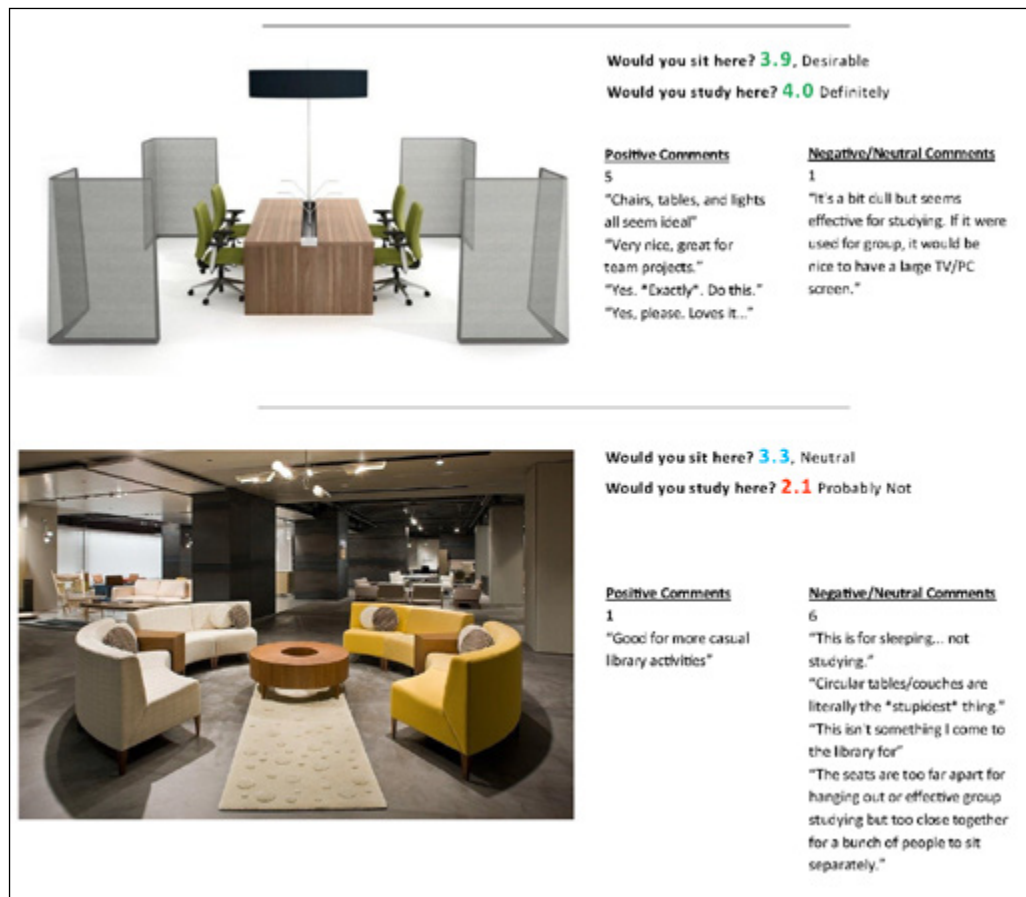 Would you sit here? 3.9, Desirable
Would you study here? 4.0 Definitely
Positive Comments
5
"Chairs, tables, and lights
all seem ideal"
"Very nice, great for
team projects."
"Yes. *Exactly*. Do this."
"Yes, please. Loves it..."
Negative/Neutral Comments
1
"It's a bit dull but seems
effective for studying. If it were
used for group, it would be
nice to have a large TV/PC
screen."
Would you sit here? 3.3, Neutral
Would you study here? 2.1 Probably Not
Positive Comments
1
"Good for more casual
library activities"
Negative/Neutral Comments
6
"This is for sleeping... not
studying."
"Circular tables/couches are
literally the *stupidest* thing."
"This isn't something I come to
the library for"
"The seats are too far apart for
hanging out or effective group
studying but too close together
for a bunch of people to sit
separately."